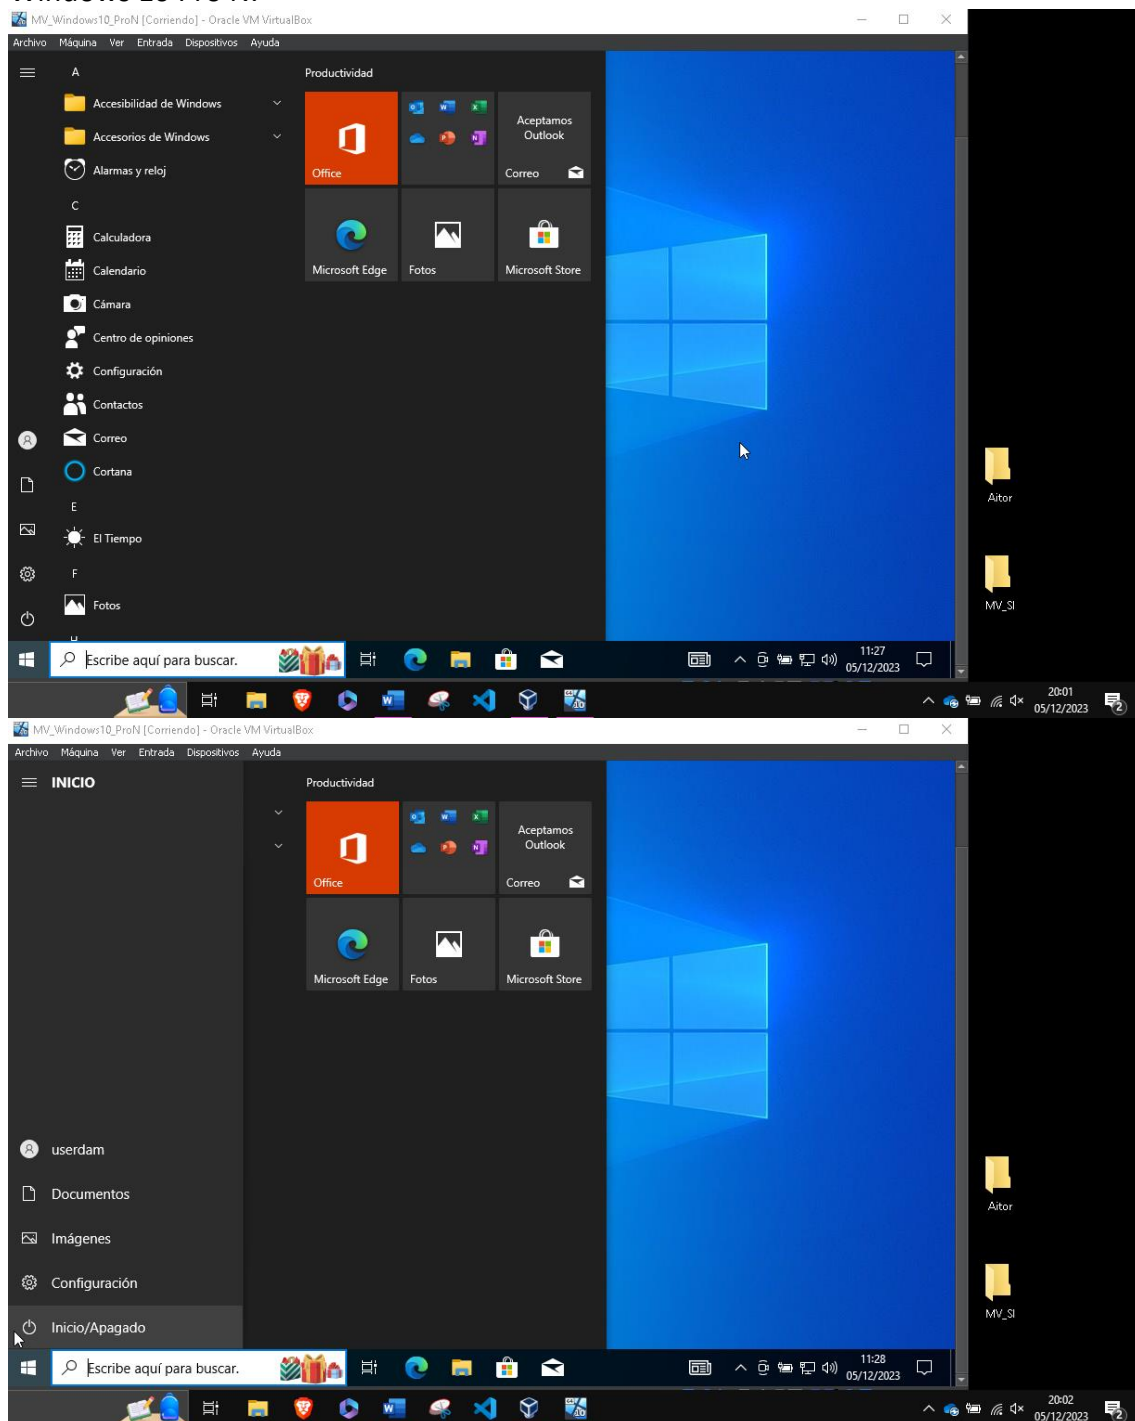 MV_Windows10_ProN [Corriendo] - Oracle VM VirtualBox
Archivo Máquina Ver Entrada Dispositivos Ayuda
A
Productividad
Accesibilidad de Windows
Accesorios de Windows
Alarmas y reloj
Office
Aceptamos
Outlook
Correo
C
Calculadora
Calendario
Cámara
Centro de opiniones
Configuración
Contactos
Correo
Cortana
Microsoft Edge
Fotos
Microsoft Store
E
El Tiempo
F
Fotos
Aitor
MV_SI
Escribe aquí para buscar.
11:27
05/12/2023
20:01
05/12/2023
2
MV_Windows10_ProN [Corriendo] - Oracle VM VirtualBox
Archivo Máquina Ver Entrada Dispositivos Ayuda
INICIO
Productividad
Office
Aceptamos
Outlook
Correo
Microsoft Edge
Fotos
Microsoft Store
userdam
Documentos
Imágenes
Configuración
Inicio/Apagado
Aitor
MV_SI
Escribe aquí para buscar.
11:28
05/12/2023
20:02
05/12/2023
2